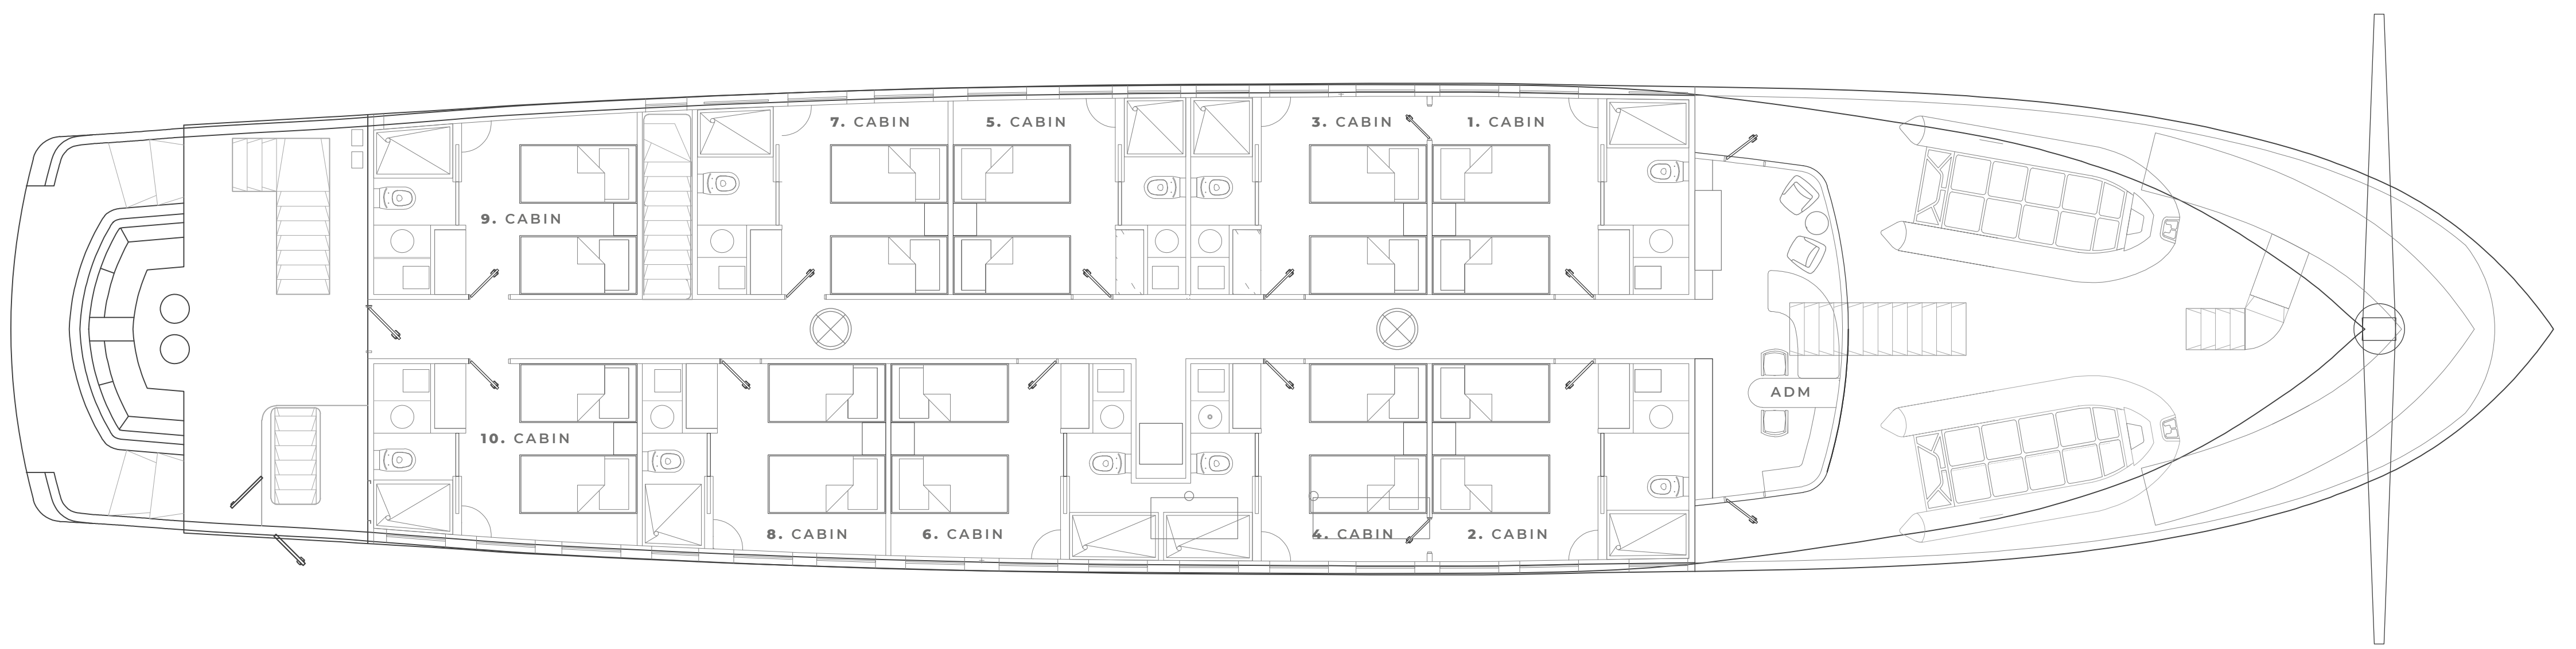 7. CABIN
5. CABIN
3. CABIN
1. CABIN
9. CABIN
ADM
10. CABIN
8. CABIN
6. CABIN
4. CABIN
2. CABIN